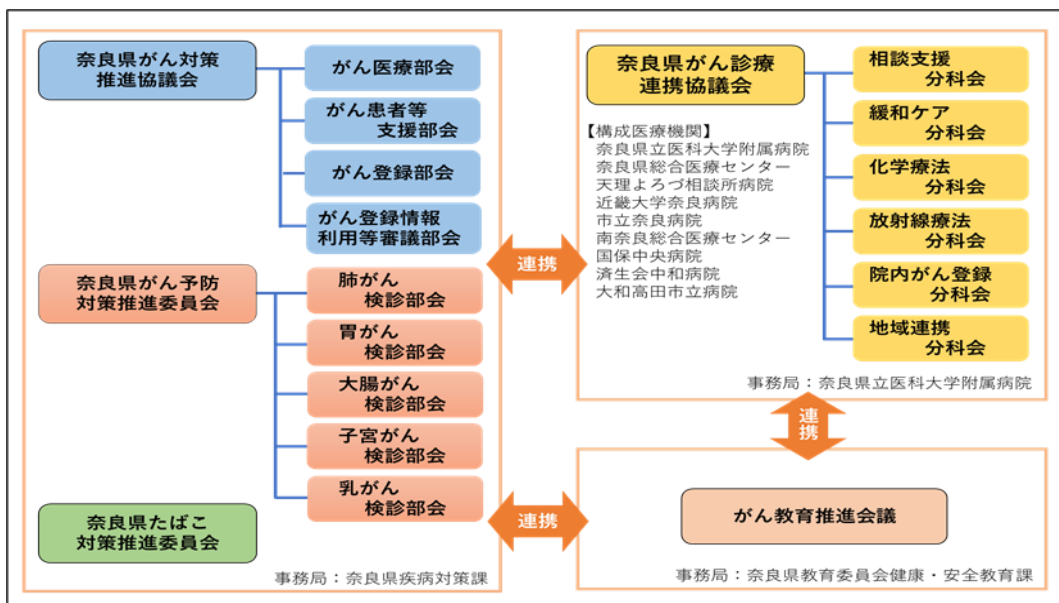 奈良県がん対策
推進協議会
がん医療部会
がん患者等
支援部会
がん登録部会
がん登録情報
利用等審議部会
奈良県がん予防
対策推進委員会
肺がん
検診部会
胃がん
検診部会
大腸がん
検診部会
子宮がん
検診部会
乳がん
検診部会
奈良県たばこ
対策推進委員会
事務局：奈良県疾病対策課
連携
連携
奈良県がん診療
連携協議会
【構成医療機関】
奈良県立医科大学附属病院
奈良県総合医療センター
天理よろづ相談所病院
近畿大学奈良病院
市立奈良病院
南奈良総合医療センター
国保中央病院
済生会中和病院
大和高田市立病院
相談支援
分科会
緩和ケア
分科会
化学療法
分科会
放射線療法
分科会
院内がん登録
分科会
地域連携
分科会
事務局：奈良県立医科大学附属病院
連携
がん教育推進会議
事務局：奈良県教育委員会健康・安全教育課